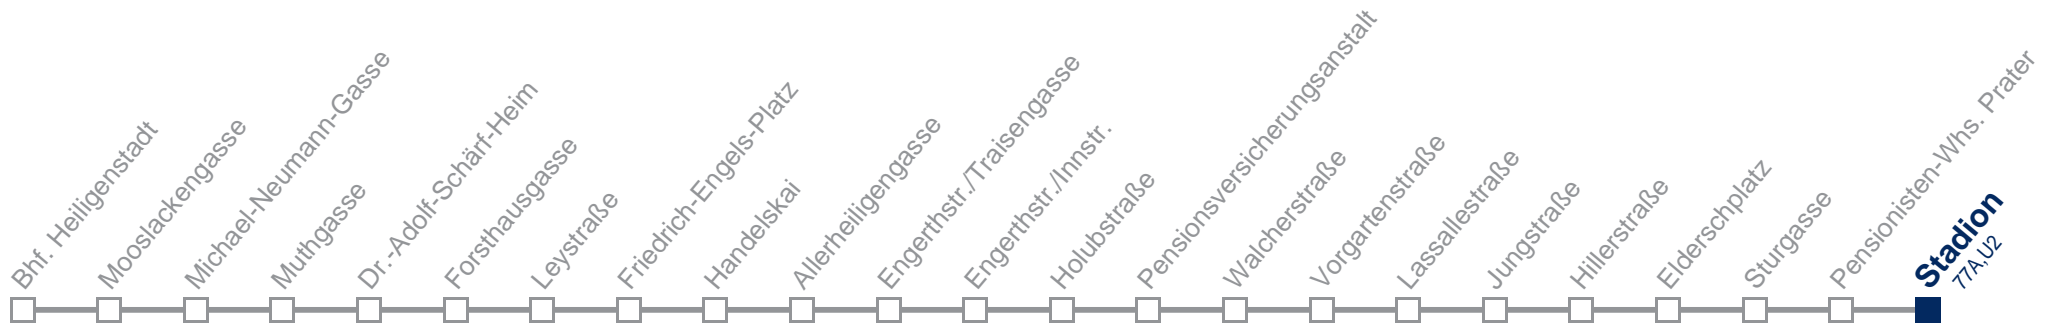 Bhf. Heiligenstadt
Mooslackengasse
Michael-Neumann-Gasse
Muthgasse
Dr.-Adolf-Schärf-Heim
Forsthausgasse
Leystraße
Friedrich-Engels-Platz
Handelskai
Allerheiligengasse
Engerthstr./Traisengasse
Engerthstr./Innstr.
Holubstraße
Pensionsversicherungsanstalt
Walcherstraße
Vorgartenstraße
Lassallestraße
Jungstraße
Hillerstraße
Elderschplatz
Sturgasse
Pensionisten-Whs. Prater
Stadion
77A,U2